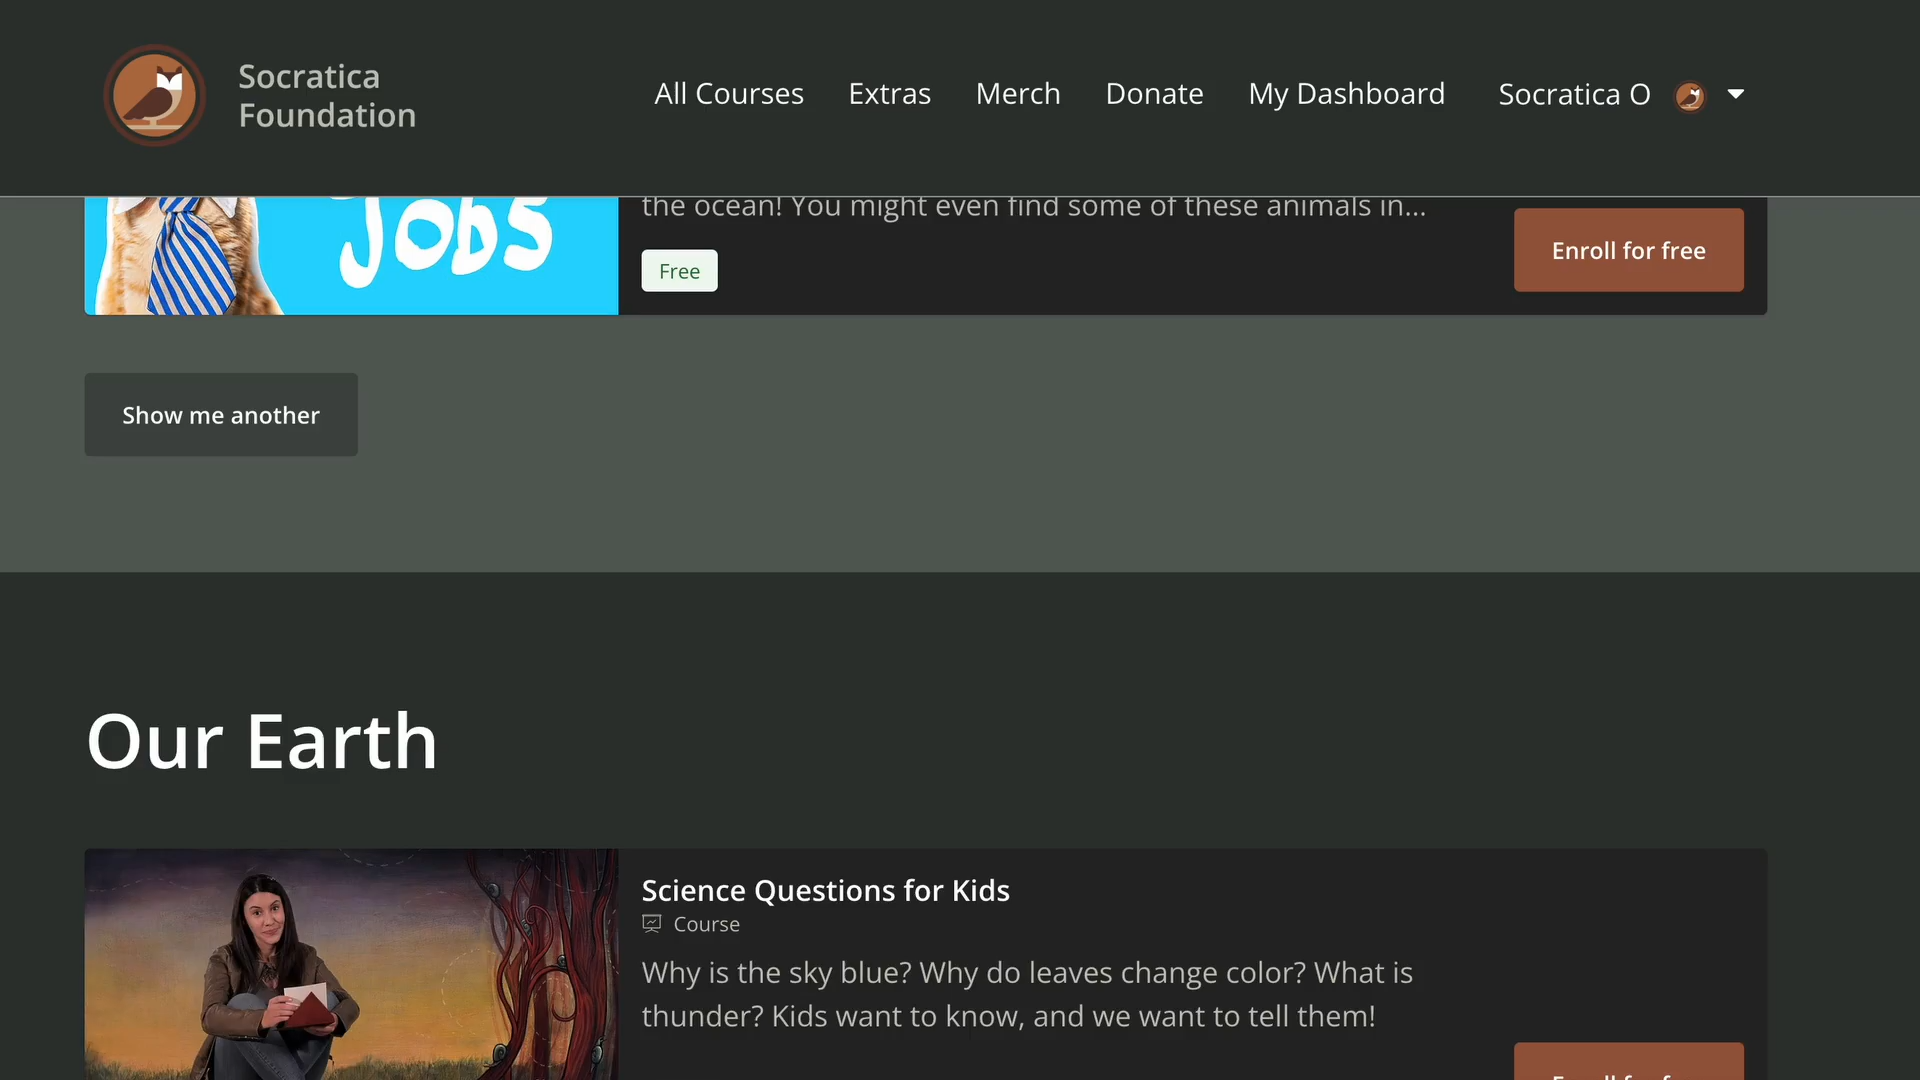 Socratica
Foundation
All Courses
Extras
Merch
Donate
My Dashboard
Socratica O
JOBS
the ocean! You might even find some of these animals in...
Free
Enroll for free
Show me another
Our Earth
Science Questions for Kids
Course
Why is the sky blue? Why do leaves change color? What is
thunder? Kids want to know, and we want to tell them!